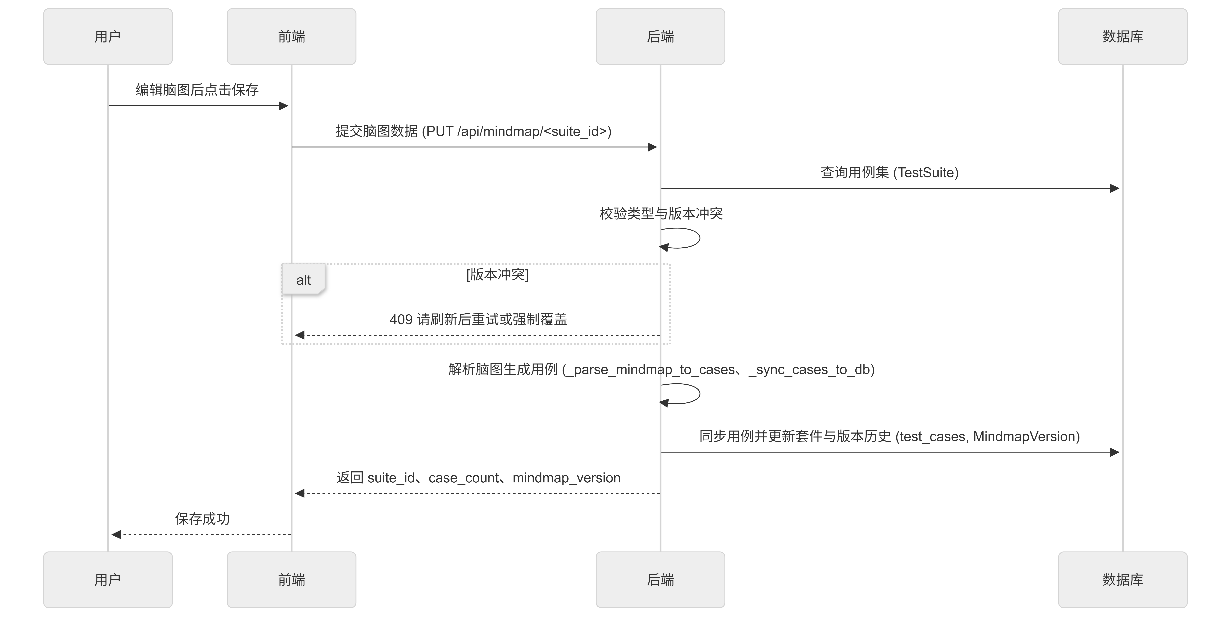 用户
前端
后端
数据库
编辑脑图后点击保存
提交脑图数据 (PUT /api/mindmap/<suite_id>)
查询用例集 (TestSuite)
校验类型与版本冲突
alt
[版本冲突]
409 请刷新后重试或强制覆盖
解析脑图生成用例 (_parse_mindmap_to_cases、_sync_cases_to_db)
同步用例并更新套件与版本历史 (test_cases, MindmapVersion)
返回 suite_id、case_count、mindmap_version
保存成功
用户
前端
后端
数据库